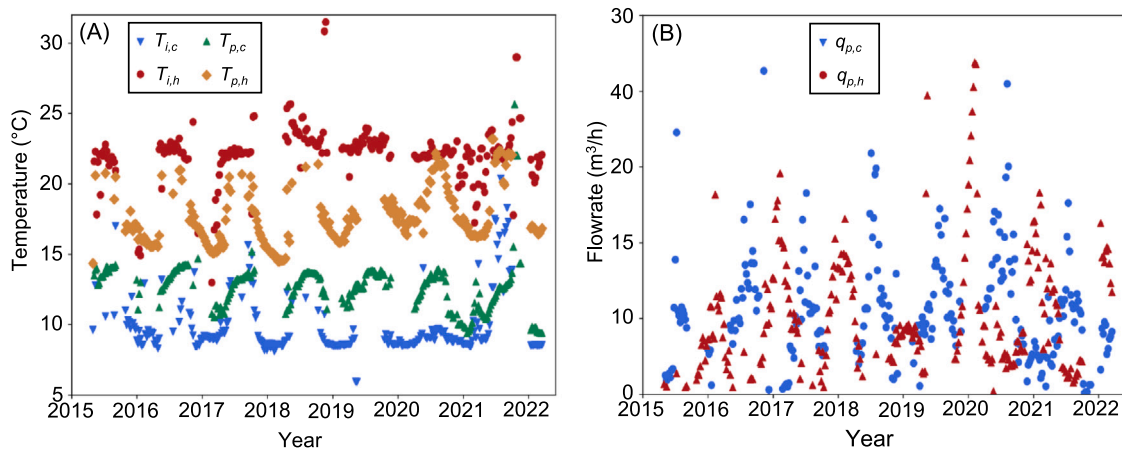 (A)
T_{i,c} T_{p,c}
T_{i,h} T_{p,h}
30
25
20
15
10
5
Temperature (°C)
2015 2016 2017 2018 2019 2020 2021 2022
Year
(B)
q_{p,c}
q_{p,h}
30
40
20
15
10
0
Flowrate (m³/h)
2015 2016 2017 2018 2019 2020 2021 2022
Year